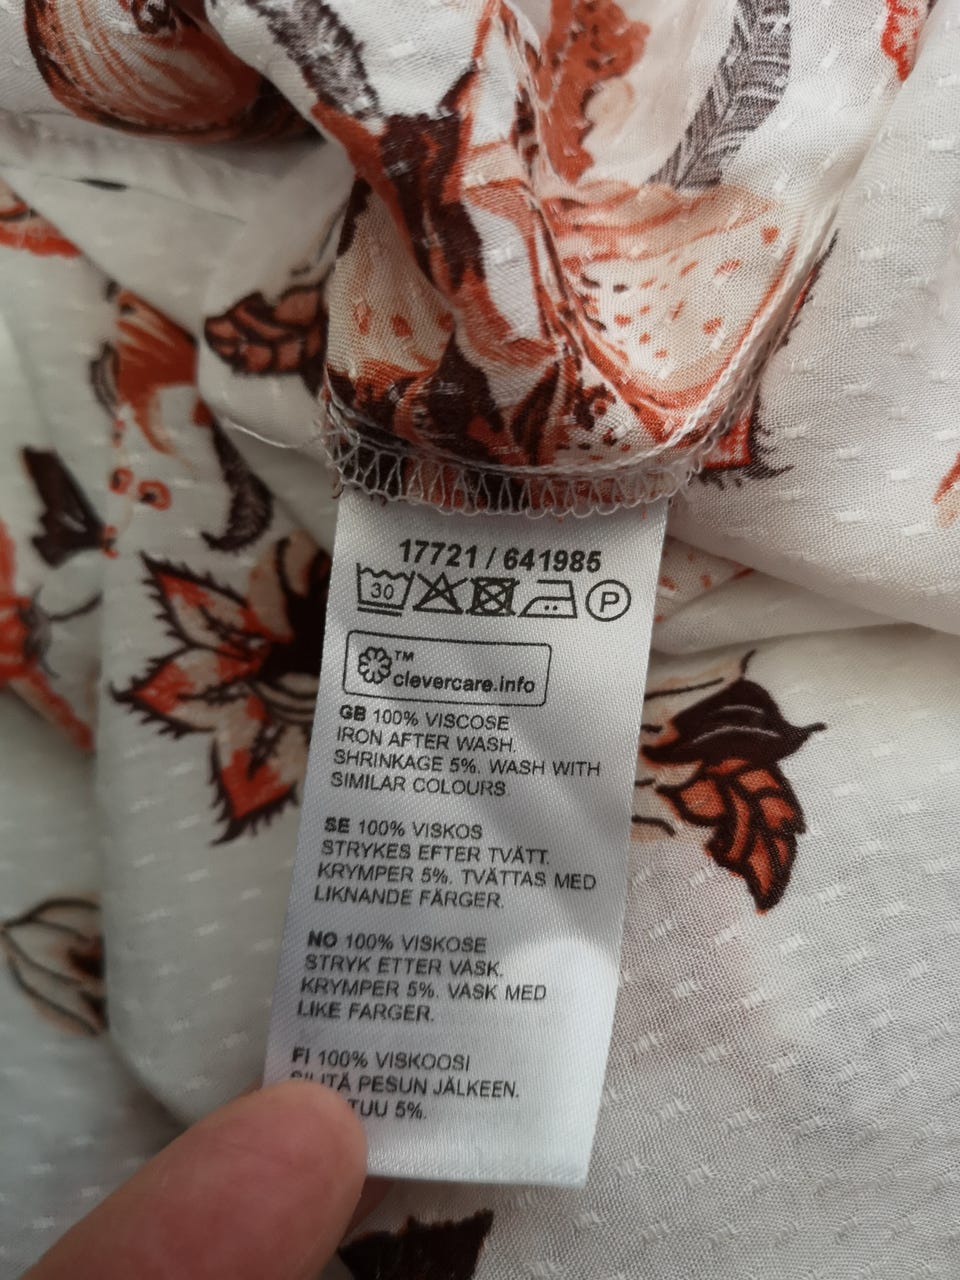 17721 / 641985
30
P
TM
clevercare.info
GB 100% VISCOSE
IRON AFTER WASH.
SHRINKAGE 5%. WASH WITH
SIMILAR COLOURS
SE 100% VISKOS
STRYKES EFTER TVÄTT.
KRYMPER 5%. TVÄTTAS MED
LIKNANDE FÄRGER.
NO 100% VISKOSE
STRYK ETTER VASK.
KRYMPER 5%. VASK MED
LIKE FARGER.
FI 100% VISKOOSI
PESUN JÄLKEEN.
5%.